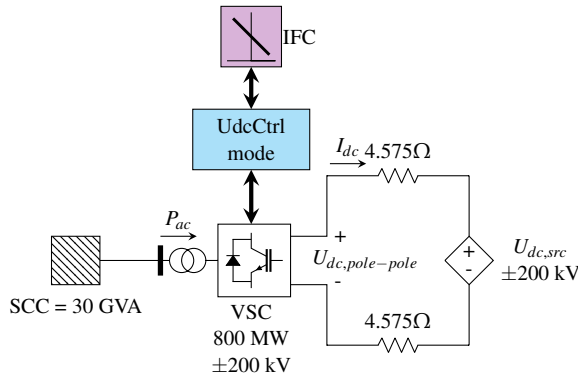 IFC
UdcCtrl
mode
I_dc
4.575Ω
P_ac
+
U_dc,pole−pole
-
+
-
U_dc,src
±200 kV
SCC = 30 GVA
VSC
800 MW
±200 kV
4.575Ω